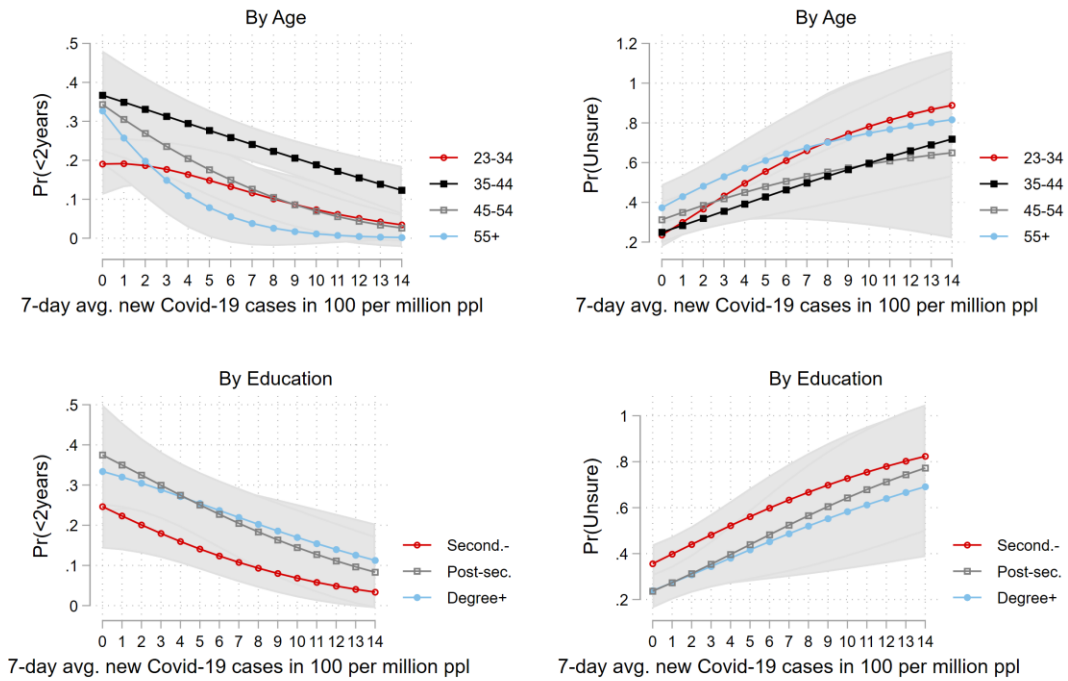 By Age
Pr(<2years)
.5
.4
.3
.2
.1
0
0 1 2 3 4 5 6 7 8 9 10 11 12 13 14
7-day avg. new Covid-19 cases in 100 per million ppl
23-34
35-44
45-54
55+
By Age
Pr(Unsure)
1.2
1
.8
.6
.4
.2
0 1 2 3 4 5 6 7 8 9 10 11 12 13 14
7-day avg. new Covid-19 cases in 100 per million ppl
23-34
35-44
45-54
55+
By Education
Pr(<2years)
.5
.4
.3
.2
.1
0
0 1 2 3 4 5 6 7 8 9 10 11 12 13 14
7-day avg. new Covid-19 cases in 100 per million ppl
Second.-
Post-sec.
Degree+
By Education
Pr(Unsure)
1
.8
.6
.4
.2
0 1 2 3 4 5 6 7 8 9 10 11 12 13 14
7-day avg. new Covid-19 cases in 100 per million ppl
Second.-
Post-sec.
Degree+